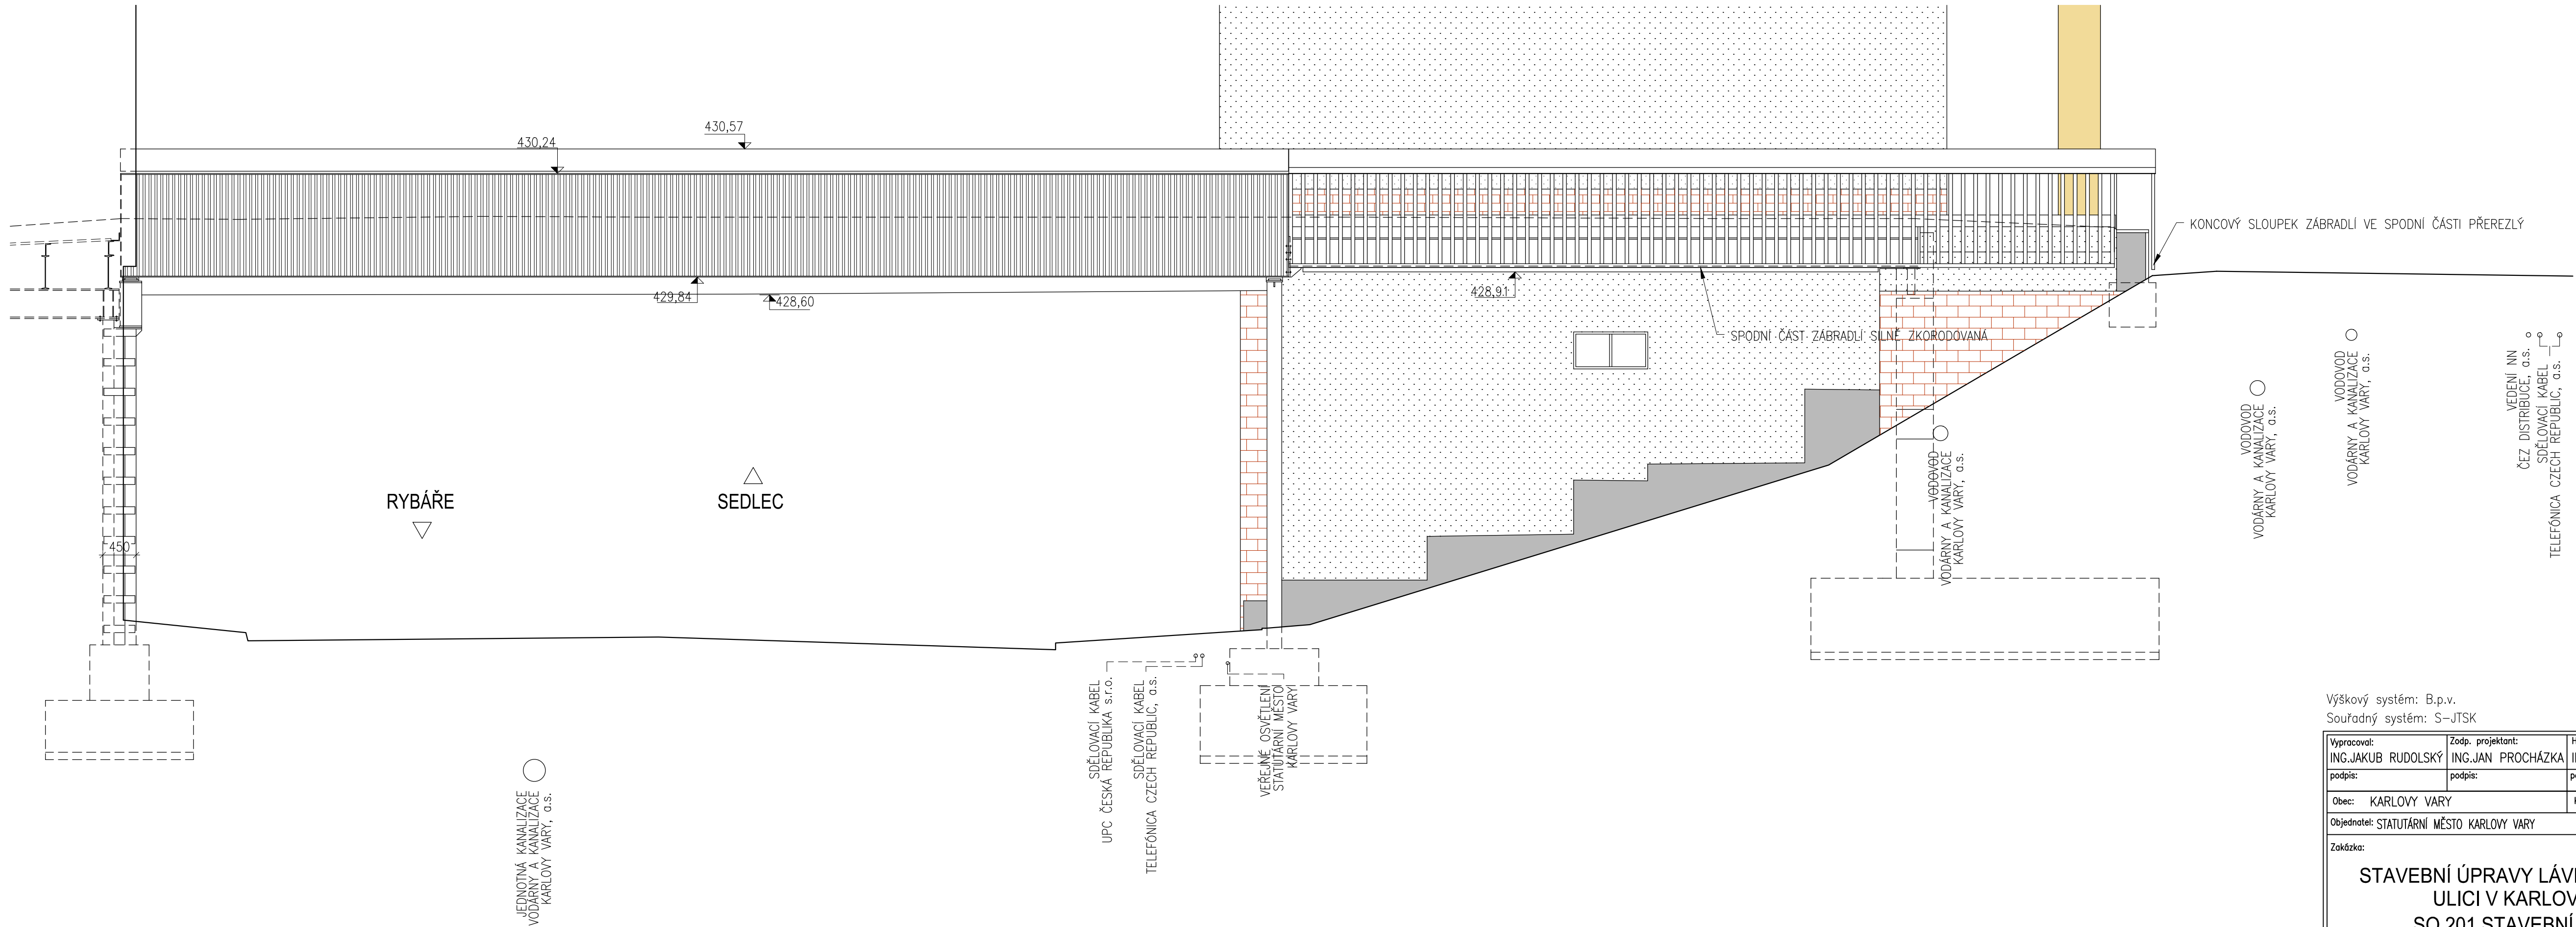 430,57
430,24
KONCOVÝ SLOUPEK ZÁBRADLÍ VE SPODNÍ ČÁSTI PŘEREZLÝ
429,84
428,60
428,91
SPODNÍ ČÁST ZÁBRADLÍ SILNĚ ZKORODOVANÁ
RYBÁŘE
SEDLEC
450
VODOVOD
VODÁRNY A KANALIZACE
KARLOVY VARY, a.s.
VODOVOD
VODÁRNY A KANALIZACE
KARLOVY VARY, a.s.
VODOVOD
VODÁRNY A KANALIZACE
KARLOVY VARY, a.s.
VEDENÍ NN
ČEZ DISTRIBUCE, a.s.
SDĚLOVACÍ KABEL
TELEFÓNICA CZECH REPUBLIC, a.s.
SDĚLOVACÍ KABEL
UPC ČESKÁ REPUBLIKA s.r.o.
SDĚLOVACÍ KABEL
TELEFÓNICA CZECH REPUBLIC, a.s.
VEŘEJNÉ OSVĚTLENÍ
STATUTÁRNÍ MĚSTO
KARLOVY VARY
JEDNOTNÁ KANALIZACE
VODÁRNY A KANALIZACE
KARLOVY VARY, a.s.
Výškový systém: B.p.v.
Souřadný systém: S-JTSK
Vypracoval:
ING.JAKUB RUDOLSKÝ
Zodp. projektant:
ING.JAN PROCHÁZKA
podpis:
podpis:
Obec: KARLOVY VARY
Objednatel: STATUTÁRNÍ MĚSTO KARLOVY VARY
Zakázka:
STAVEBNÍ ÚPRAVY
ULICI V
SO 201 STAVEBNÍ